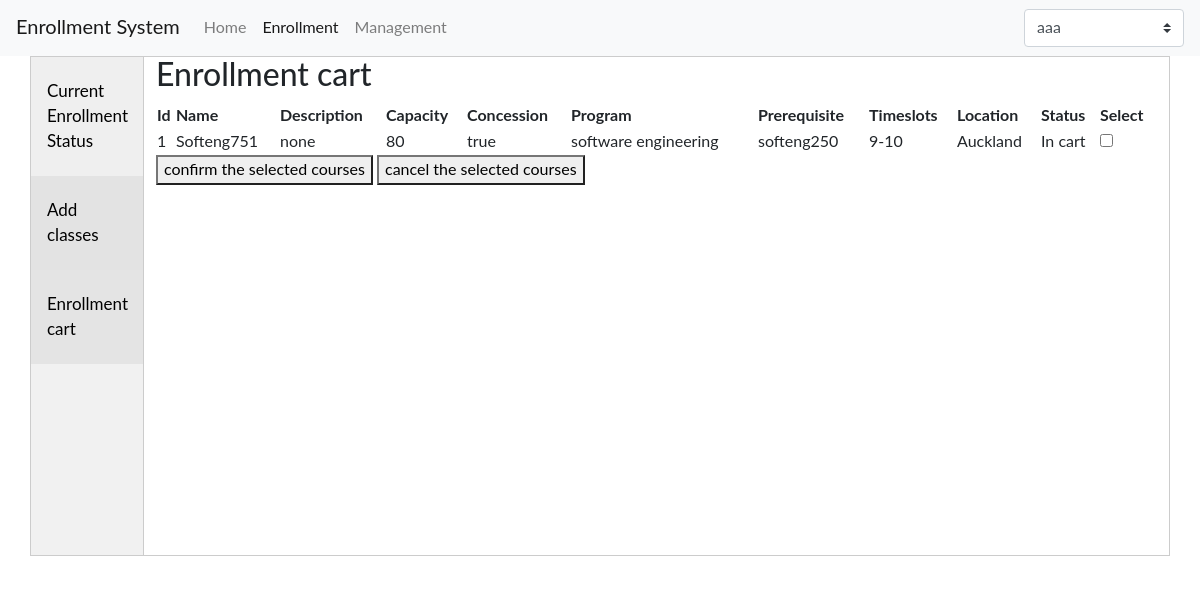 Enrollment System Home Enrollment Management aaa
Current
Enrollment
Status
Add
classes
Enrollment
cart
Enrollment cart
Id Name Description Capacity Concession Program Prerequisite Timeslots Location Status Select
1 Softeng751 none 80 true software engineering softeng250 9-10 Auckland In cart
confirm the selected courses cancel the selected courses